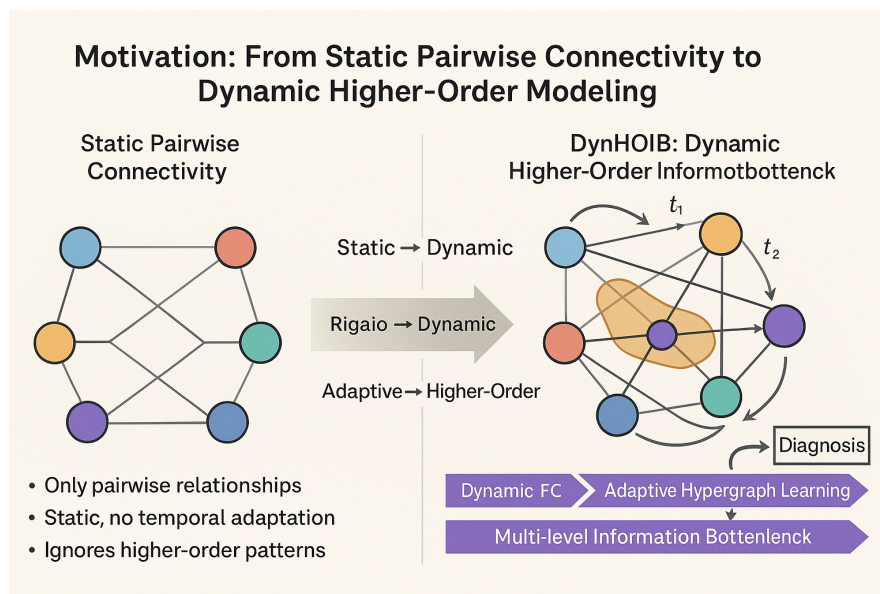 Motivation: From Static Pairwise Connectivity to
Dynamic Higher-Order Modeling
Static Pairwise
Connectivity
• Only pairwise relationships
• Static, no temporal adaptation
• Ignores higher-order patterns
Static → Dynamic
Rigaio → Dynamic
Adaptive → Higher-Order
DynHOIB: Dynamic
Higher-Order Informotbottenck
t₁
t₂
Diagnosis
Dynamic FC
Adaptive Hypergraph Learning
Multi-level Information Bottenlenck